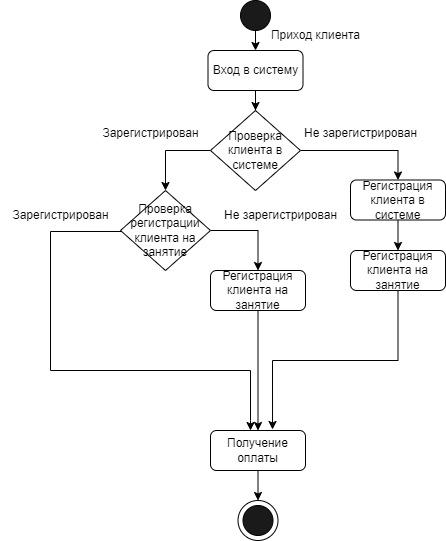 Приход клиента
Вход в систему
Зарегистрирован
Проверка
клиента в
системе
Не зарегистрирован
Регистрация
клиента в
системе
Зарегистрирован
Проверка
регистрации
клиента на
занятие
Не зарегистрирован
Регистрация
клиента на
занятие
Регистрация
клиента на
занятие
Получение
оплаты